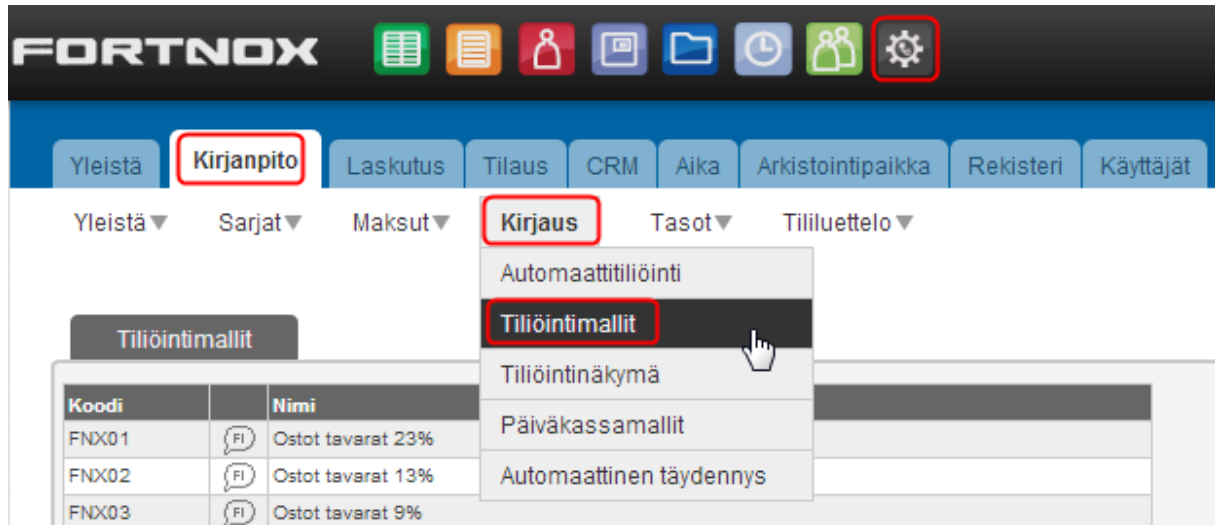 FORTNOX
Yleistä Kirjanpito Laskutus Tilaus CRM Aika Arkistointipaikka Rekisteri Käyttäjät
Yleistä Sarjat Maksut Kirjaus Tasot Tililuettelo
Automaattitiliöinti
Tiliöintimallit
Tiliöintinäkymä
Päiväkassamallit
Automaattinen täydennys
Tiliöintimallit
Koodi Nimi
FNX01 FI Ostot tavarat 23%
FNX02 FI Ostot tavarat 13%
FNX03 FI Ostot tavarat 9%